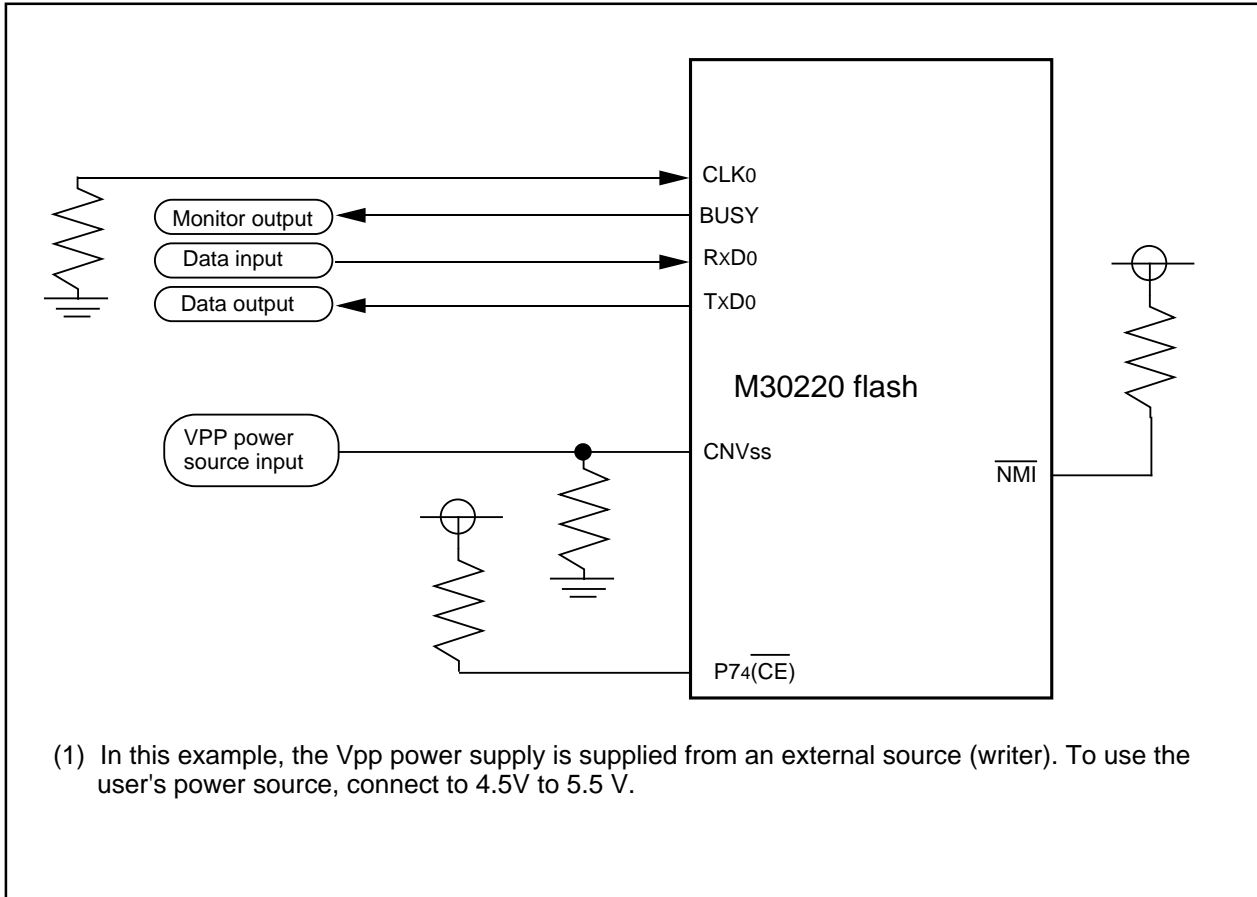 CLK0
Monitor output
BUSY
Data input
RxD0
Data output
TxD0
M30220 flash
VPP power
source input
CNVss
NMI
P74(CE)
(1) In this example, the Vpp power supply is supplied from an external source (writer). To use the
user's power source, connect to 4.5V to 5.5 V.